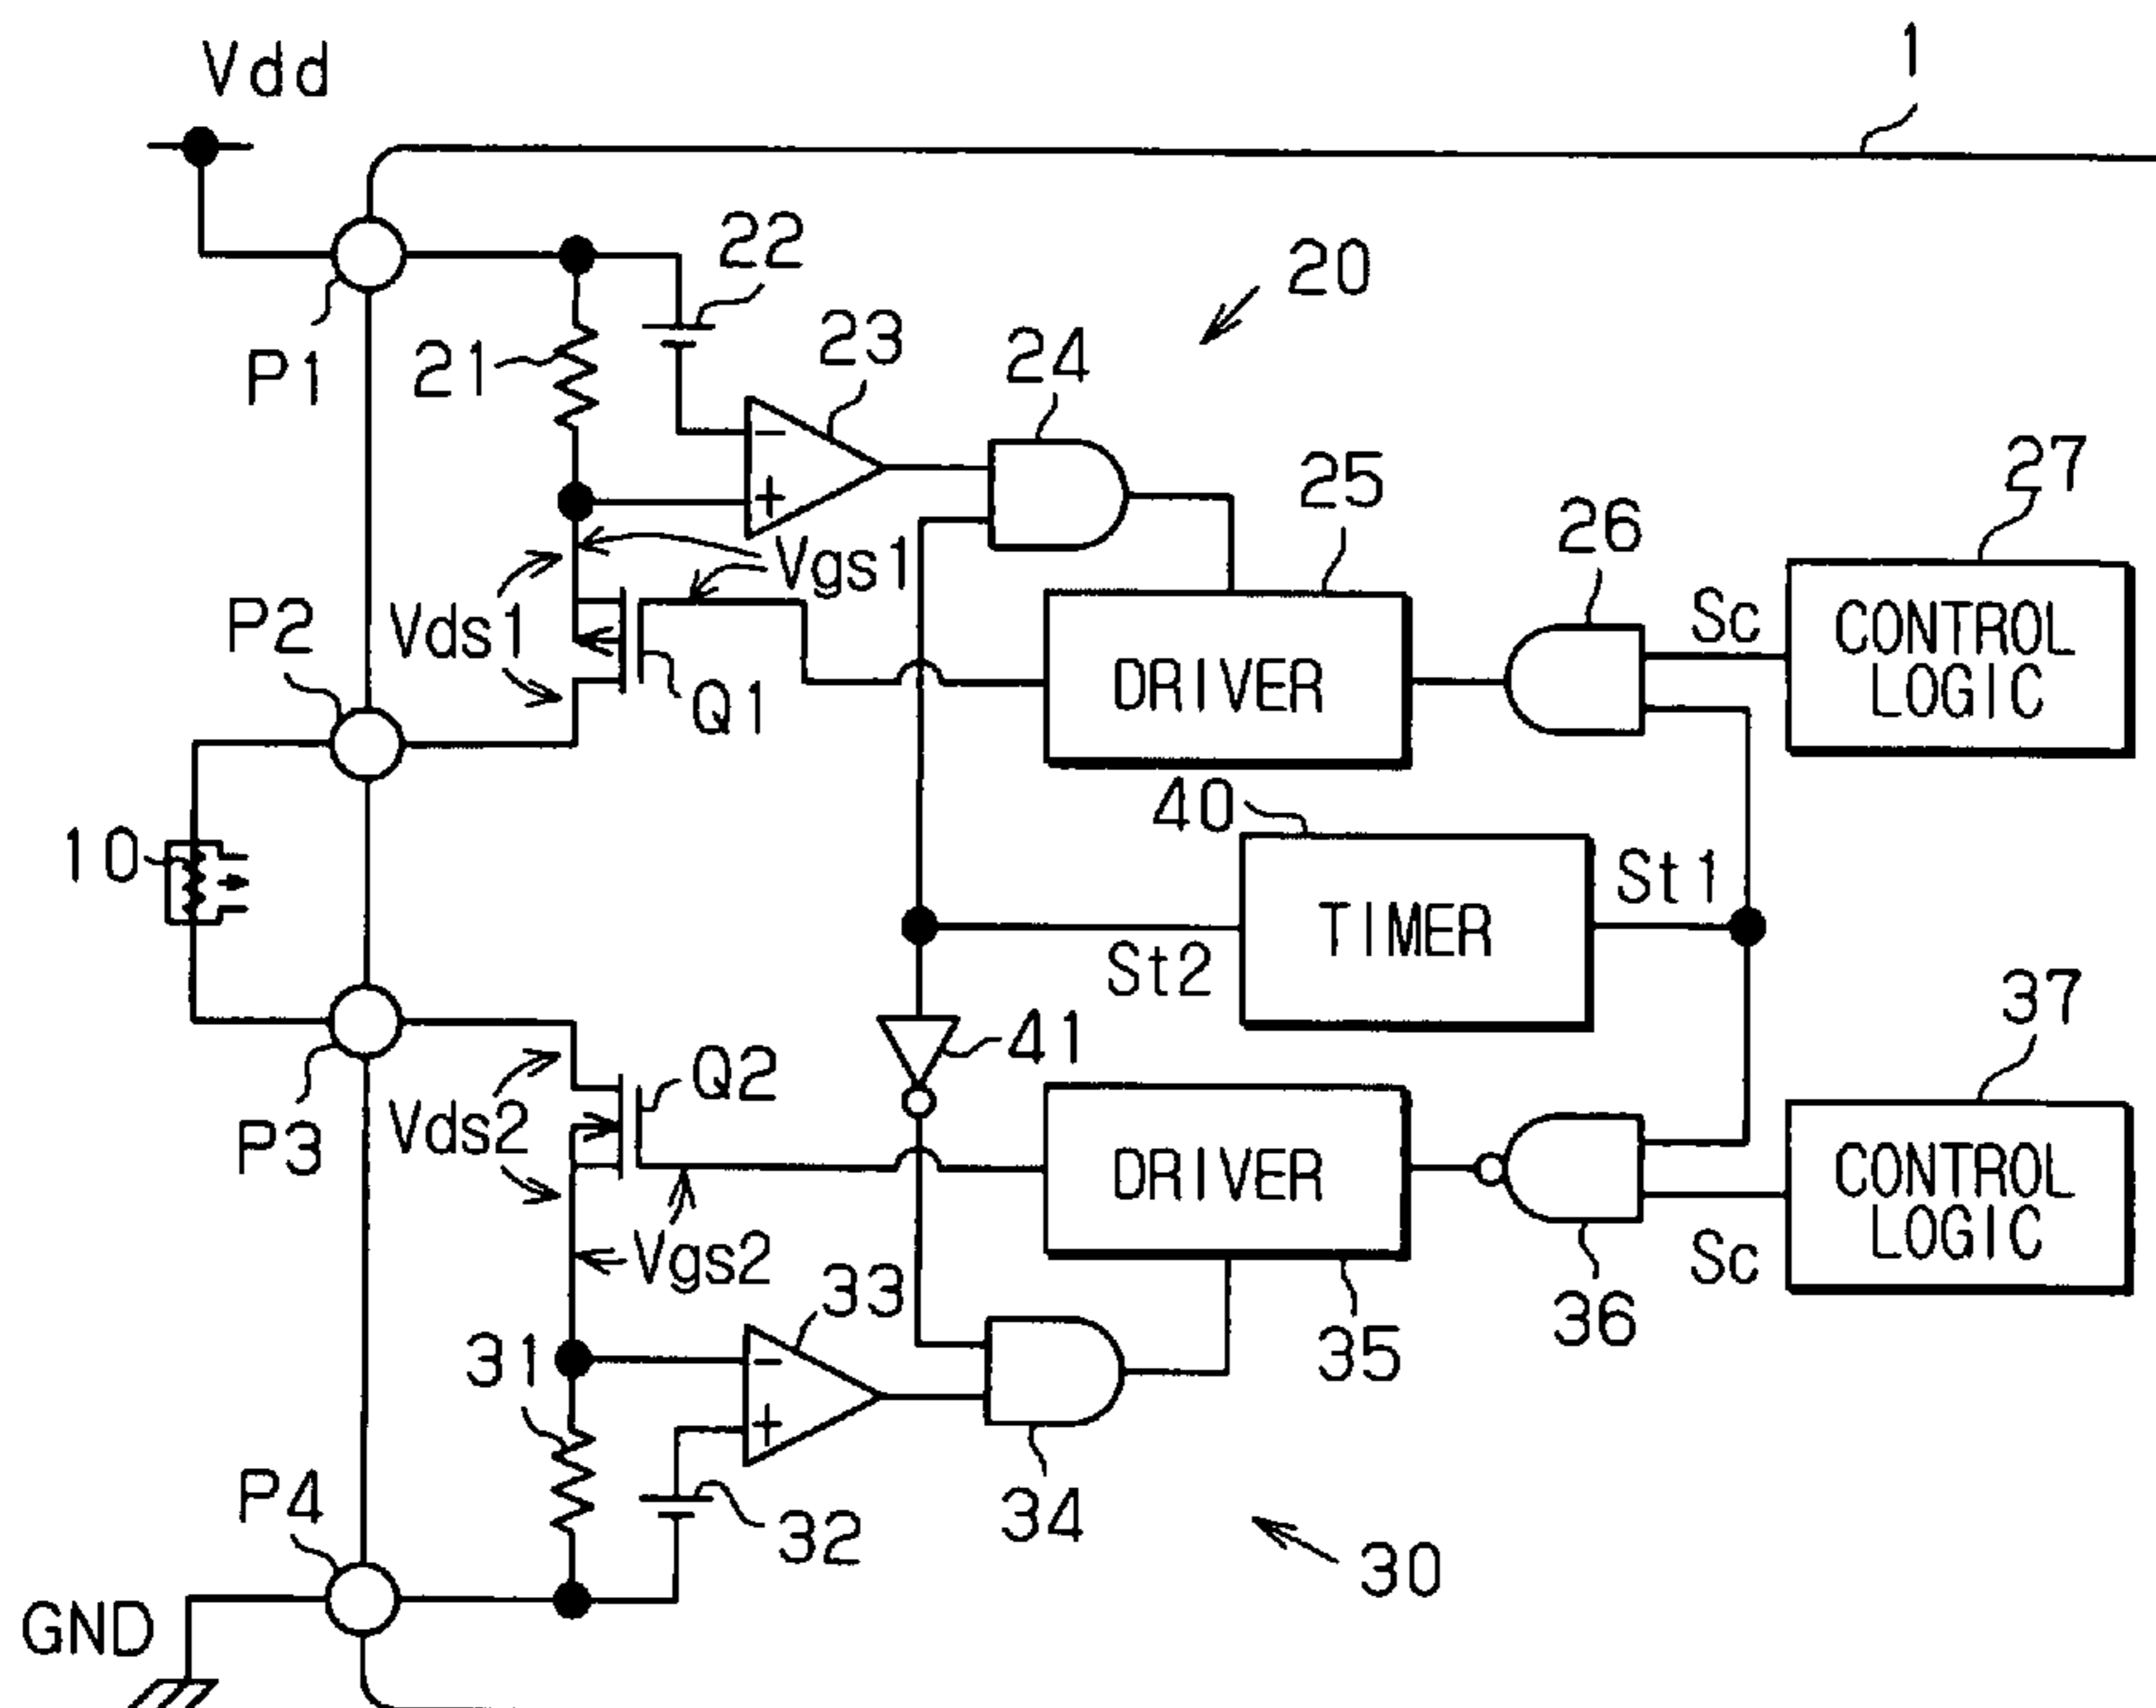 1
Vdd
22
20
23
24
P1
21
25
27
26
Vgs1
P2
Vds1
Sc
CONTROL
LOGIC
Q1
DRIVER
40
10
St1
TIMER
St2
37
41
Q2
P3
Vds2
DRIVER
CONTROL
LOGIC
Vgs2
Sc
33
36
31
35
P4
34
32
30
GND